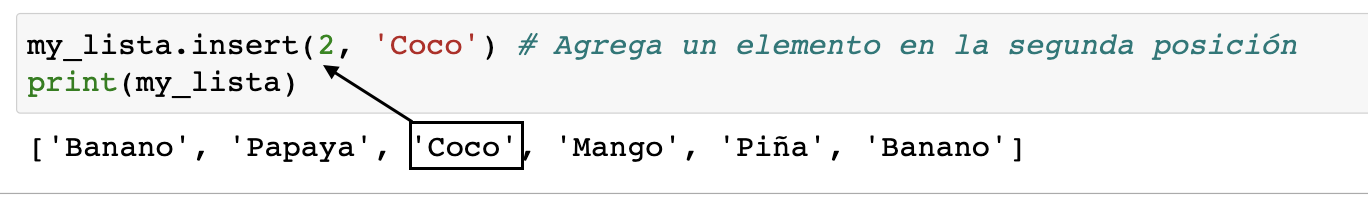 my_lista.insert(2, 'Coco') # Agrega un elemento en la segunda posición
print(my_lista)
['Banano', 'Papaya', 'Coco', 'Mango', 'Piña', 'Banano']